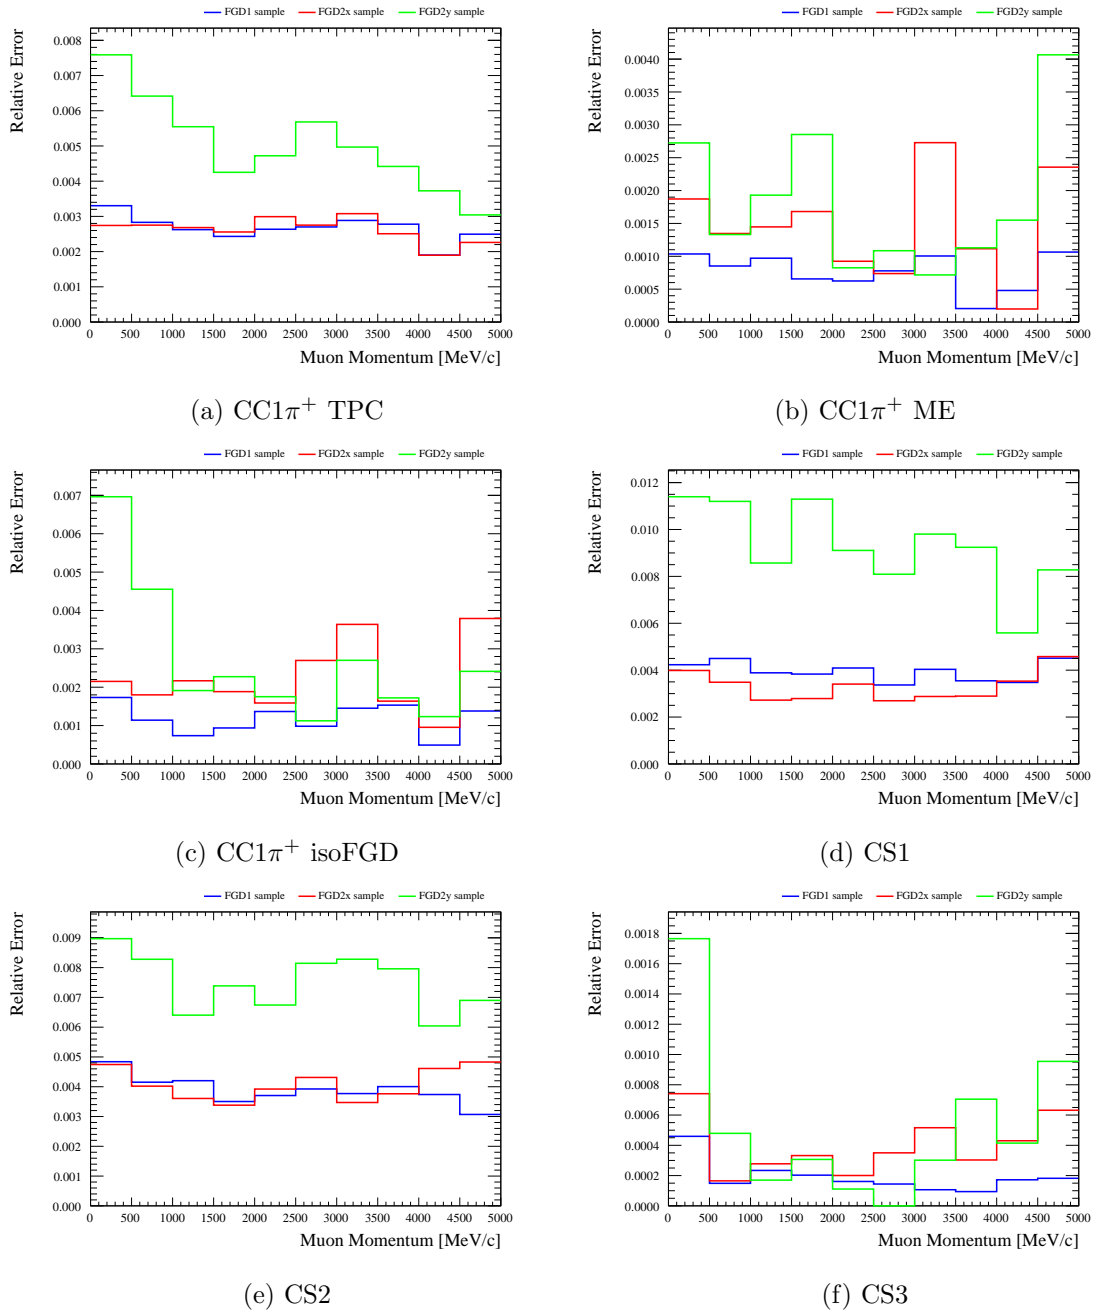 FGD1 sample FGD2x sample FGD2y sample
Relative Error
0.008
0.007
0.006
0.005
0.004
0.003
0.002
0.001
0.000
0 500 1000 1500 2000 2500 3000 3500 4000 4500 5000
Muon Momentum [MeV/c]
(a) CC1π⁺ TPC
FGD1 sample FGD2x sample FGD2y sample
Relative Error
0.0040
0.0035
0.0030
0.0025
0.0020
0.0015
0.0010
0.0005
0.0000
0 500 1000 1500 2000 2500 3000 3500 4000 4500 5000
Muon Momentum [MeV/c]
(b) CC1π⁺ ME
FGD1 sample FGD2x sample FGD2y sample
Relative Error
0.007
0.006
0.005
0.004
0.003
0.002
0.001
0.000
0 500 1000 1500 2000 2500 3000 3500 4000 4500 5000
Muon Momentum [MeV/c]
(c) CC1π⁺ isoFGD
FGD1 sample FGD2x sample FGD2y sample
Relative Error
0.012
0.010
0.008
0.006
0.004
0.002
0.000
0 500 1000 1500 2000 2500 3000 3500 4000 4500 5000
Muon Momentum [MeV/c]
(d) CS1
FGD1 sample FGD2x sample FGD2y sample
Relative Error
0.009
0.008
0.007
0.006
0.005
0.004
0.003
0.002
0.001
0.000
0 500 1000 1500 2000 2500 3000 3500 4000 4500 5000
Muon Momentum [MeV/c]
(e) CS2
FGD1 sample FGD2x sample FGD2y sample
Relative Error
0.0018
0.0016
0.0014
0.0012
0.0010
0.0008
0.0006
0.0004
0.0002
0.0000
0 500 1000 1500 2000 2500 3000 3500 4000 4500 5000
Muon Momentum [MeV/c]
(f) CS3